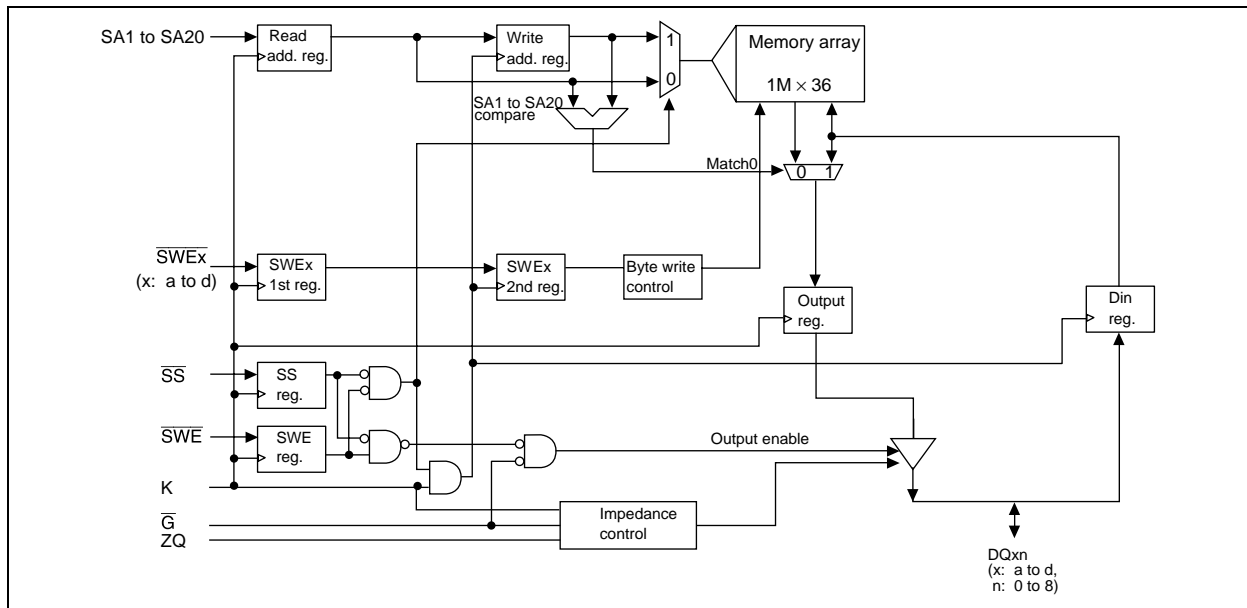 SA1 to SA20
Read
add. reg.
Write
add. reg.
1
0
Memory array
1M × 36
SA1 to SA20
compare
Match0
0 1
SWEx
(x: a to d)
SWEx
1st reg.
SWEx
2nd reg.
Byte write
control
Output
reg.
Din
reg.
SS
SS
reg.
SWE
SWE
reg.
Output enable
K
G
ZQ
Impedance
control
DQxn
(x: a to d,
n: 0 to 8)